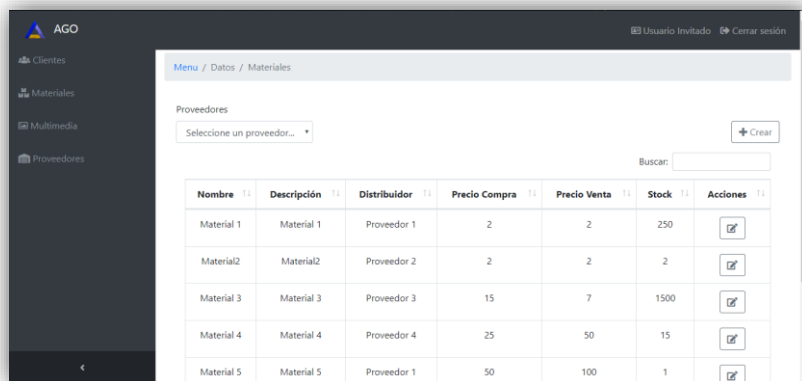 AGO
Usuario Invitado Cerrar sesión
Clientes
Materiales
Multimedia
Proveedores
Menu / Datos / Materiales
Proveedores
Seleccione un proveedor...
Crear
Buscar:
Nombre Descripción Distribuidor Precio Compra Precio Venta Stock Acciones
Material 1 Material 1 Proveedor 1 2 2 250
Material2 Material2 Proveedor 2 2 2 2
Material 3 Material 3 Proveedor 3 15 7 1500
Material 4 Material 4 Proveedor 4 25 50 15
Material 5 Material 5 Proveedor 1 50 100 1